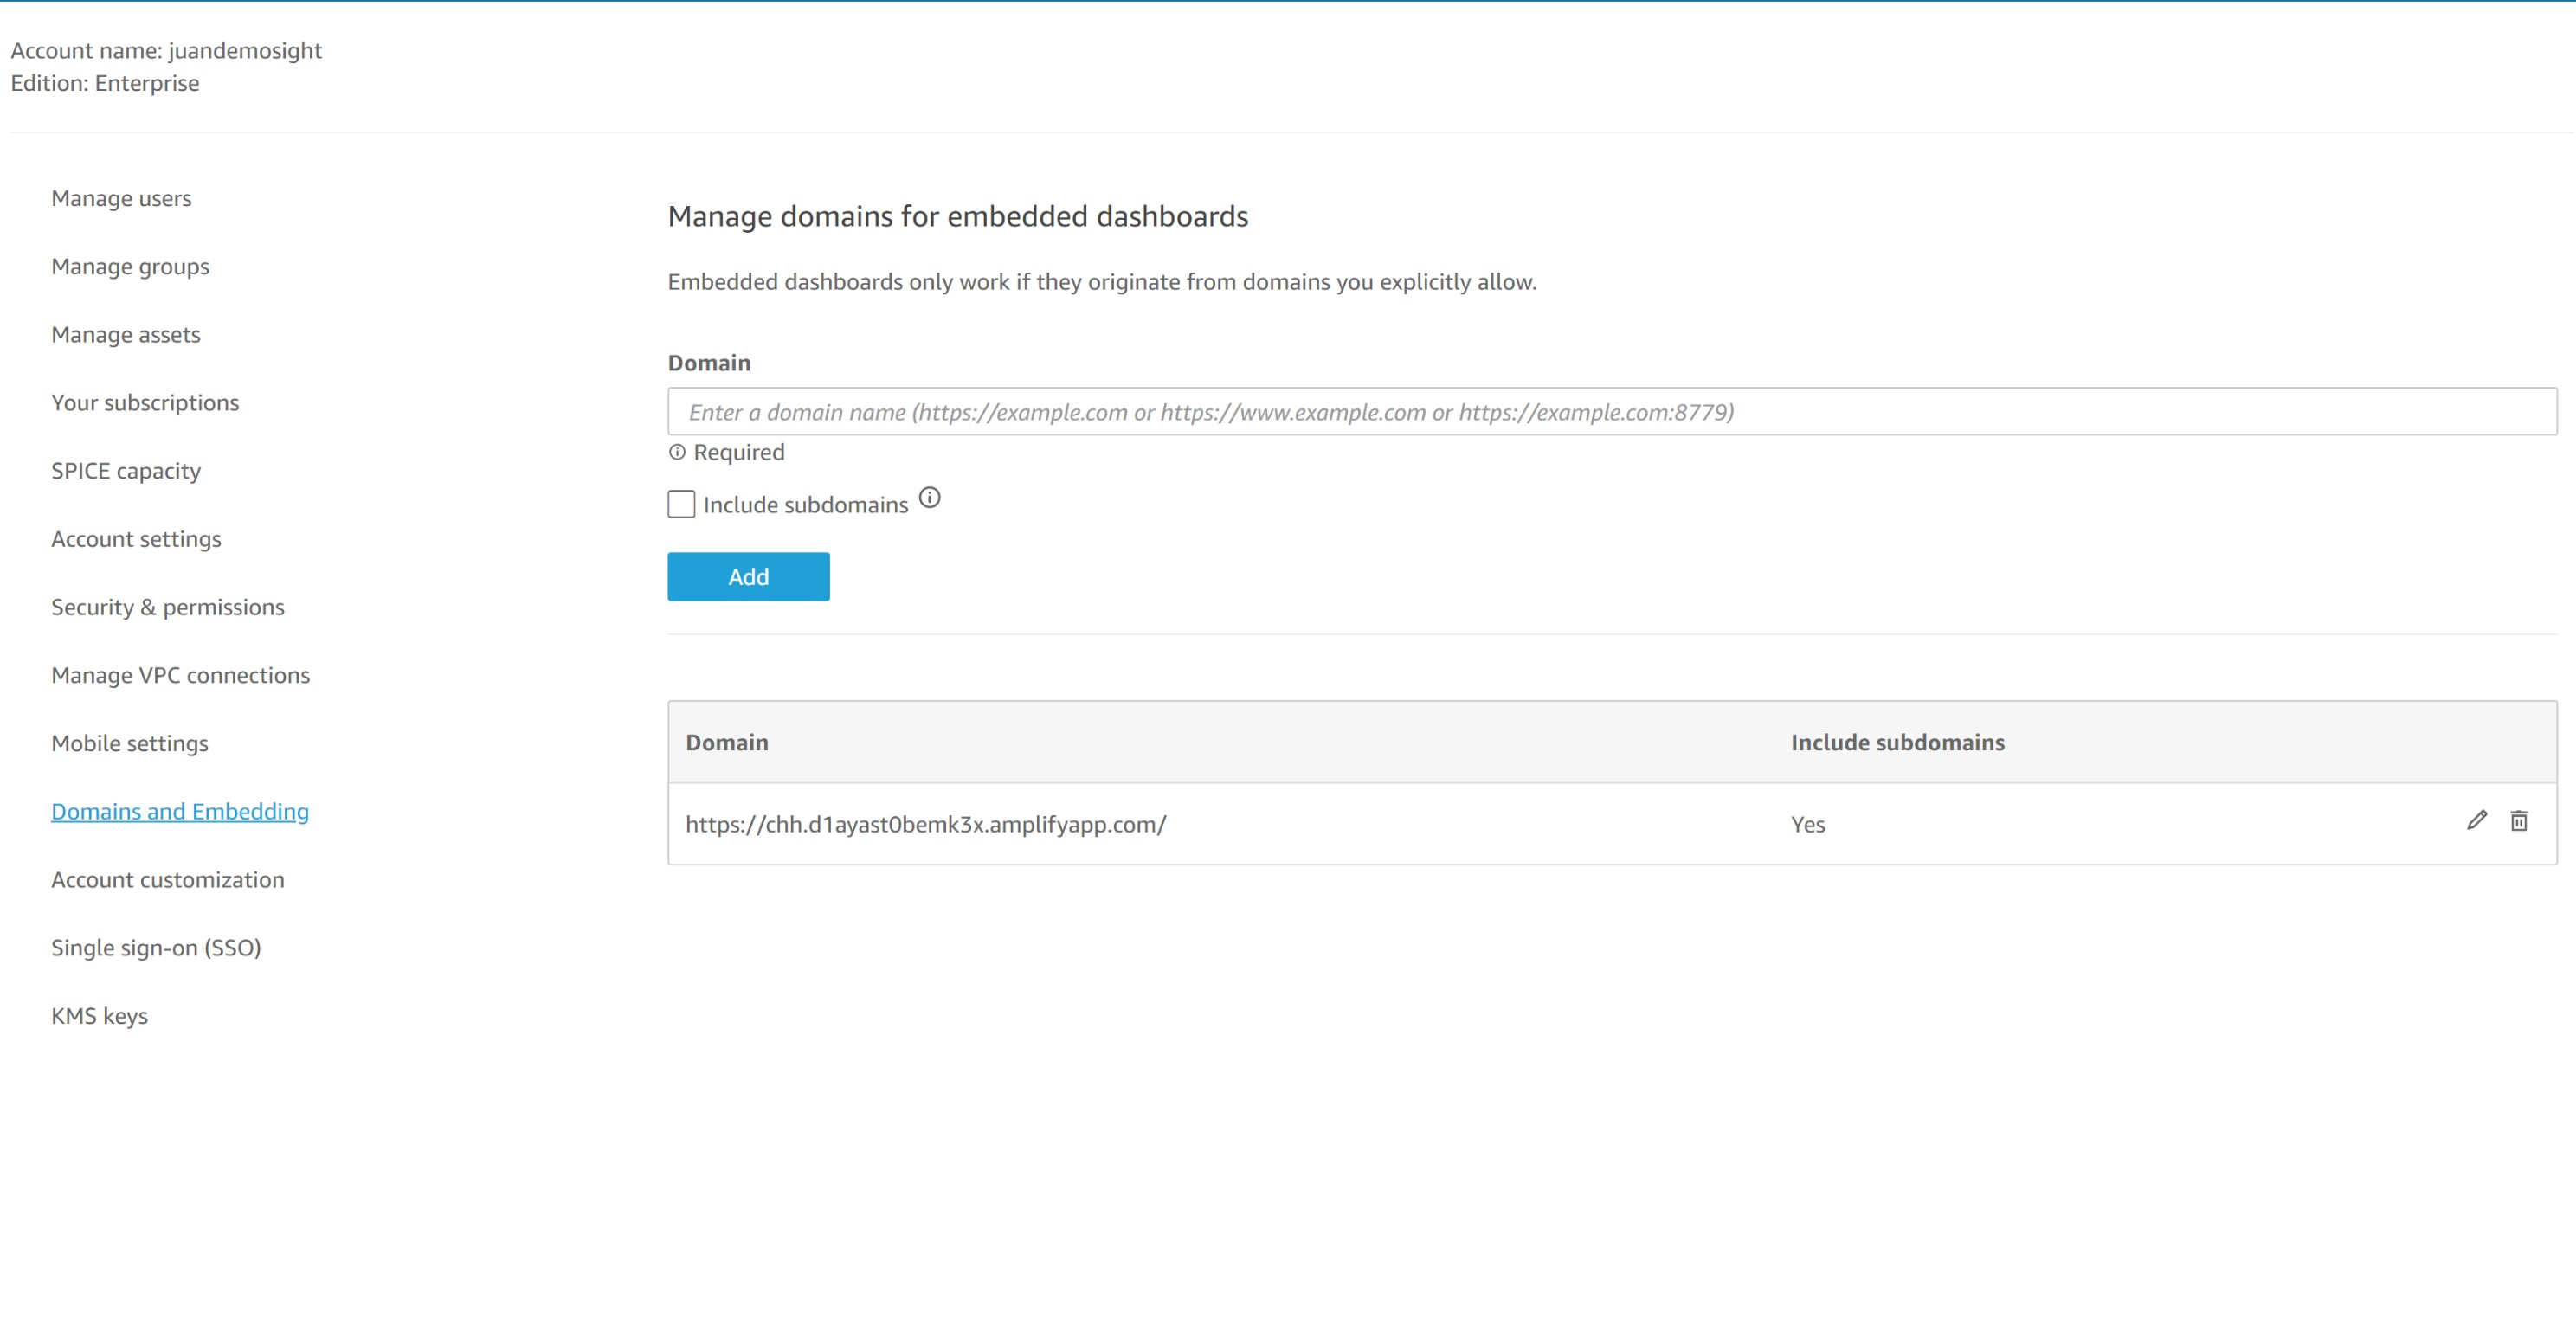 Account name: juandemosight
Edition: Enterprise
Manage users
Manage groups
Manage assets
Your subscriptions
SPICE capacity
Account settings
Security & permissions
Manage VPC connections
Mobile settings
Domains and Embedding
Account customization
Single sign-on (SSO)
KMS keys
Manage domains for embedded dashboards
Embedded dashboards only work if they originate from domains you explicitly allow.
Domain
Enter a domain name (https://example.com or https://www.example.com or https://example.com:8779)
Required
Include subdomains
Add
Domain Include subdomains
https://chh.d1ayast0bemk3x.amplifyapp.com/ Yes